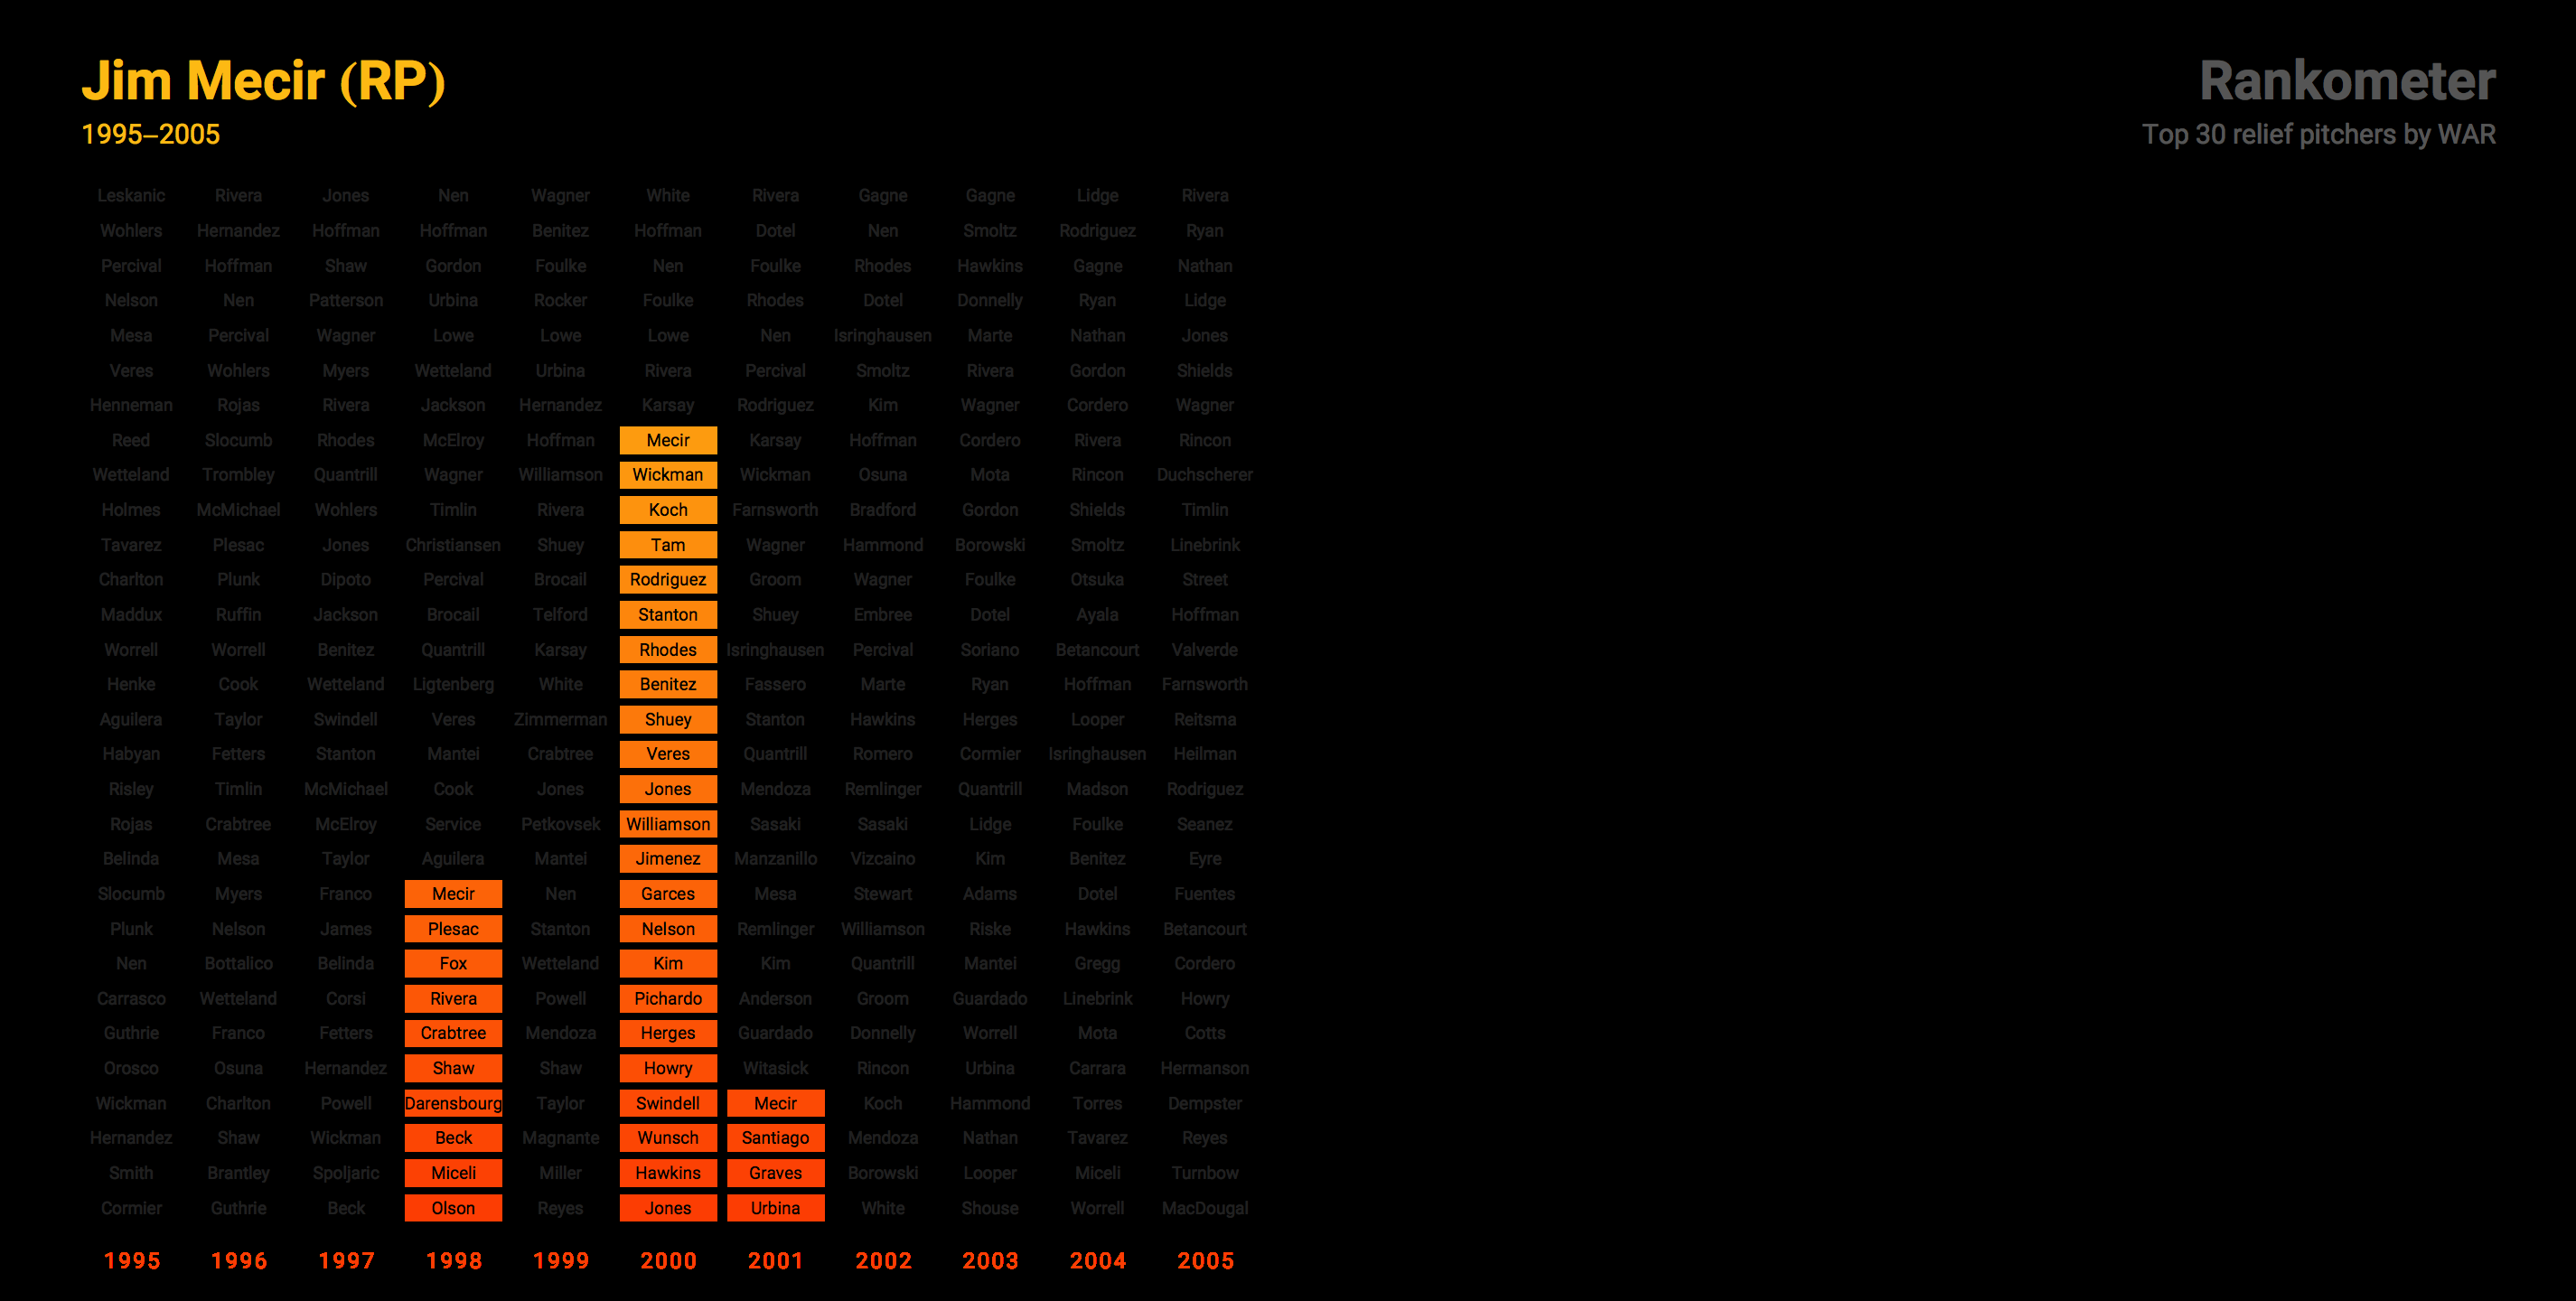 Jim Mecir (RP)
1995–2005
Rankometer
Top 30 relief pitchers by WAR
Leskanic Rivera Jones Nen Wagner White Rivera Gagne Gagne Lidge Rivera
Wohlers Hernandez Hoffman Hoffman Benitez Hoffman Dotel Nen Smoltz Rodriguez Ryan
Percival Hoffman Shaw Gordon Foulke Nen Foulke Rhodes Hawkins Gagne Nathan
Nelson Nen Patterson Urbina Rocker Foulke Rhodes Dotel Donnelly Ryan Lidge
Mesa Percival Wagner Lowe Lowe Lowe Nen Isringhausen Marte Nathan Jones
Veres Wohlers Myers Wetteland Urbina Rivera Percival Smoltz Rivera Gordon Shields
Henneman Rojas Rivera Jackson Hernandez Karsay Rodriguez Kim Wagner Cordero Wagner
Reed Slocumb Rhodes McElroy Hoffman Mecir Karsay Hoffman Cordero Rivera Rincon
Wetteland Trombley Quantrill Wagner Williamson Wickman Wickman Osuna Mota Rincon Duchscherer
Holmes McMichael Wohlers Timlin Rivera Koch Farnsworth Bradford Gordon Shields Timlin
Tavarez Plesac Jones Christiansen Shuey Tam Wagner Hammond Borowski Smoltz Linebrink
Charlton Plunk Dipoto Percival Brocail Rodriguez Groom Wagner Foulke Otsuka Street
Maddux Ruffin Jackson Brocail Telford Stanton Shuey Embree Dotel Ayala Hoffman
Worrell Worrell Benitez Quantrill Karsay Rhodes Isringhausen Percival Soriano Betancourt Valverde
Henke Cook Wetteland Ligtenberg White Benitez Fassero Marte Ryan Hoffman Farnsworth
Aguilera Taylor Swindell Veres Zimmerman Shuey Stanton Hawkins Herges Looper Reitsma
Habyan Fetters Stanton Mantei Crabtree Veres Quantrill Romero Cormier Isringhausen Heilman
Risley Timlin McMichael Cook Jones Jones Mendoza Remlinger Quantrill Madson Rodriguez
Rojas Crabtree McElroy Service Petkovsek Williamson Sasaki Sasaki Lidge Foulke Seanez
Belinda Mesa Taylor Aguilera Mantei Jimenez Manzanillo Vizcaino Kim Benitez Eyre
Slocumb Myers Franco Mecir Nen Garces Mesa Stewart Adams Dotel Fuentes
Plunk Nelson James Plesac Stanton Nelson Remlinger Williamson Riske Hawkins Betancourt
Nen Bottalico Belinda Fox Wetteland Kim Kim Quantrill Mantei Gregg Cordero
Carrasco Wetteland Corsi Rivera Powell Pichardo Anderson Groom Guardado Linebrink Howry
Guthrie Franco Fetters Crabtree Mendoza Herges Guardado Donnelly Worrell Mota Cotts
Orosco Osuna Hernandez Shaw Shaw Howry Witasick Rincon Urbina Carrara Hermanson
Wickman Charlton Powell Darensbourg Taylor Swindell Mecir Koch Hammond Torres Dempster
Hernandez Shaw Wickman Beck Magnante Wunsch Santiago Mendoza Nathan Tavarez Reyes
Smith Brantley Spoljaric Miceli Miller Hawkins Graves Borowski Looper Miceli Turnbow
Cormier Guthrie Beck Olson Reyes Jones Urbina White Shouse Worrell MacDougal
1995 1996 1997 1998 1999 2000 2001 2002 2003 2004 2005